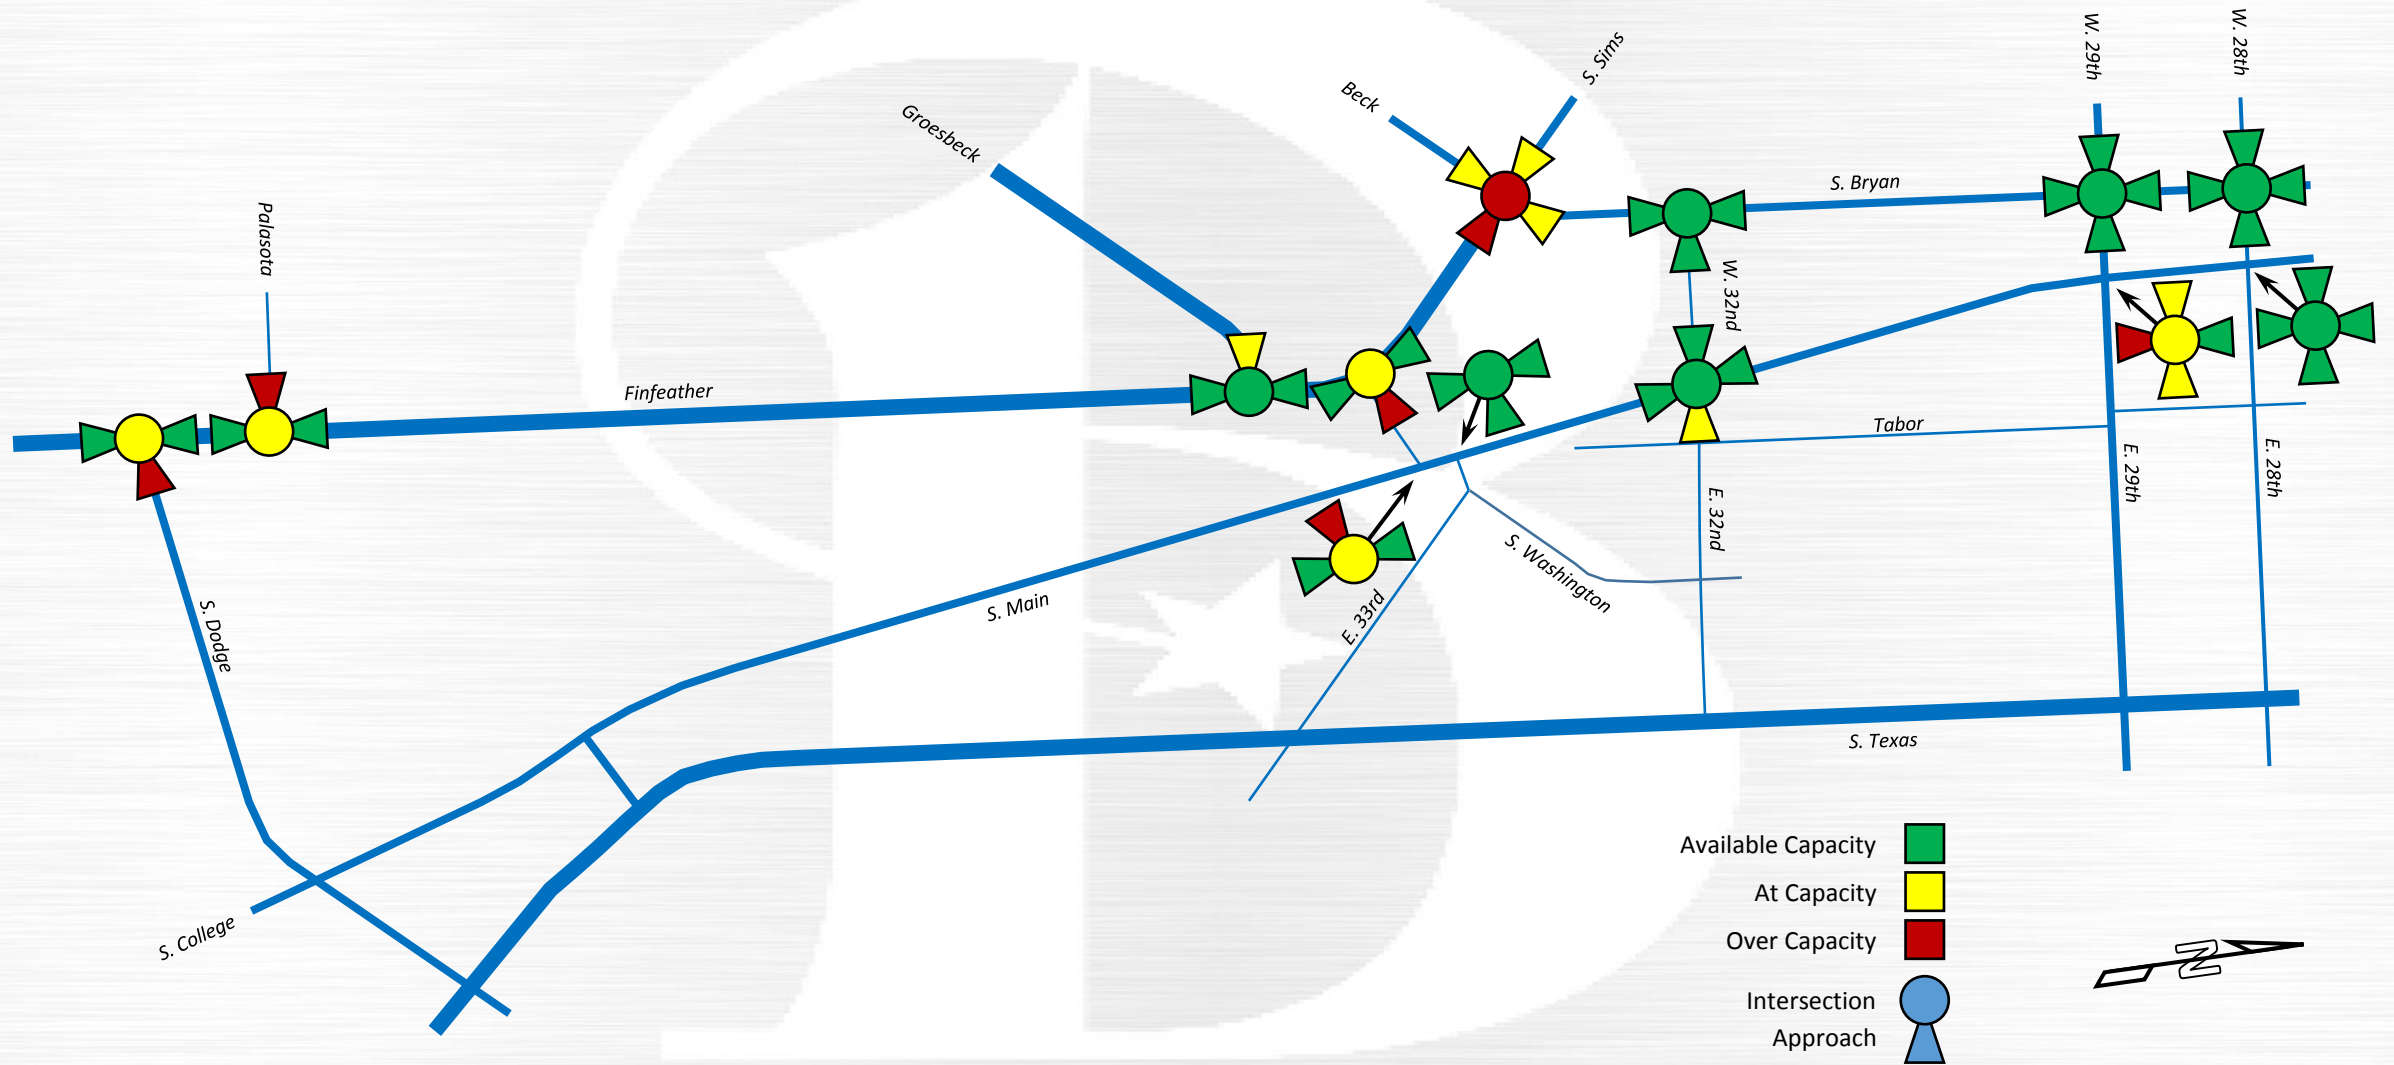 W. 29th
W. 28th
S. Sims
Beck
Groesbeck
S. Bryan
Palasota
W. 32nd
Finfeather
Tabor
E. 29th
E. 28th
E. 32nd
S. Washington
E. 33rd
S. Main
S. Dodge
S. Texas
S. College
Available Capacity
At Capacity
Over Capacity
Intersection
Approach
N